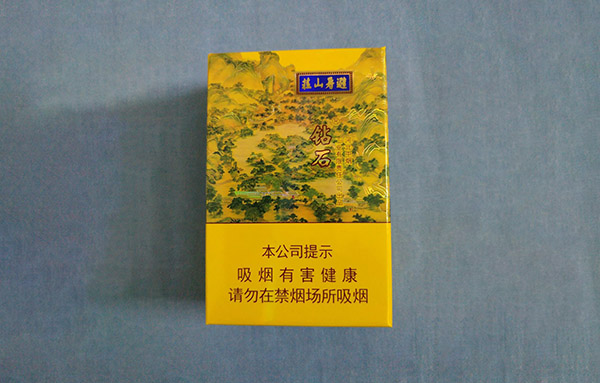 避暑山莊
钻石
本公司提示
吸烟有害健康
请勿在禁烟场所吸烟